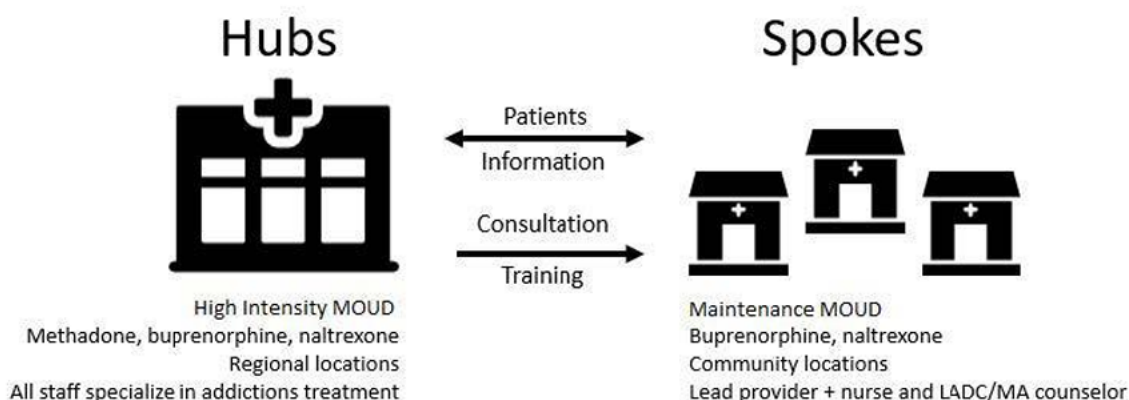 Hubs
Spokes
Patients
Information
Consultation
Training
High Intensity MOUD
Methadone, buprenorphine, naltrexone
Regional locations
All staff specialize in addictions treatment
Maintenance MOUD
Buprenorphine, naltrexone
Community locations
Lead provider + nurse and LADC/MA counselor